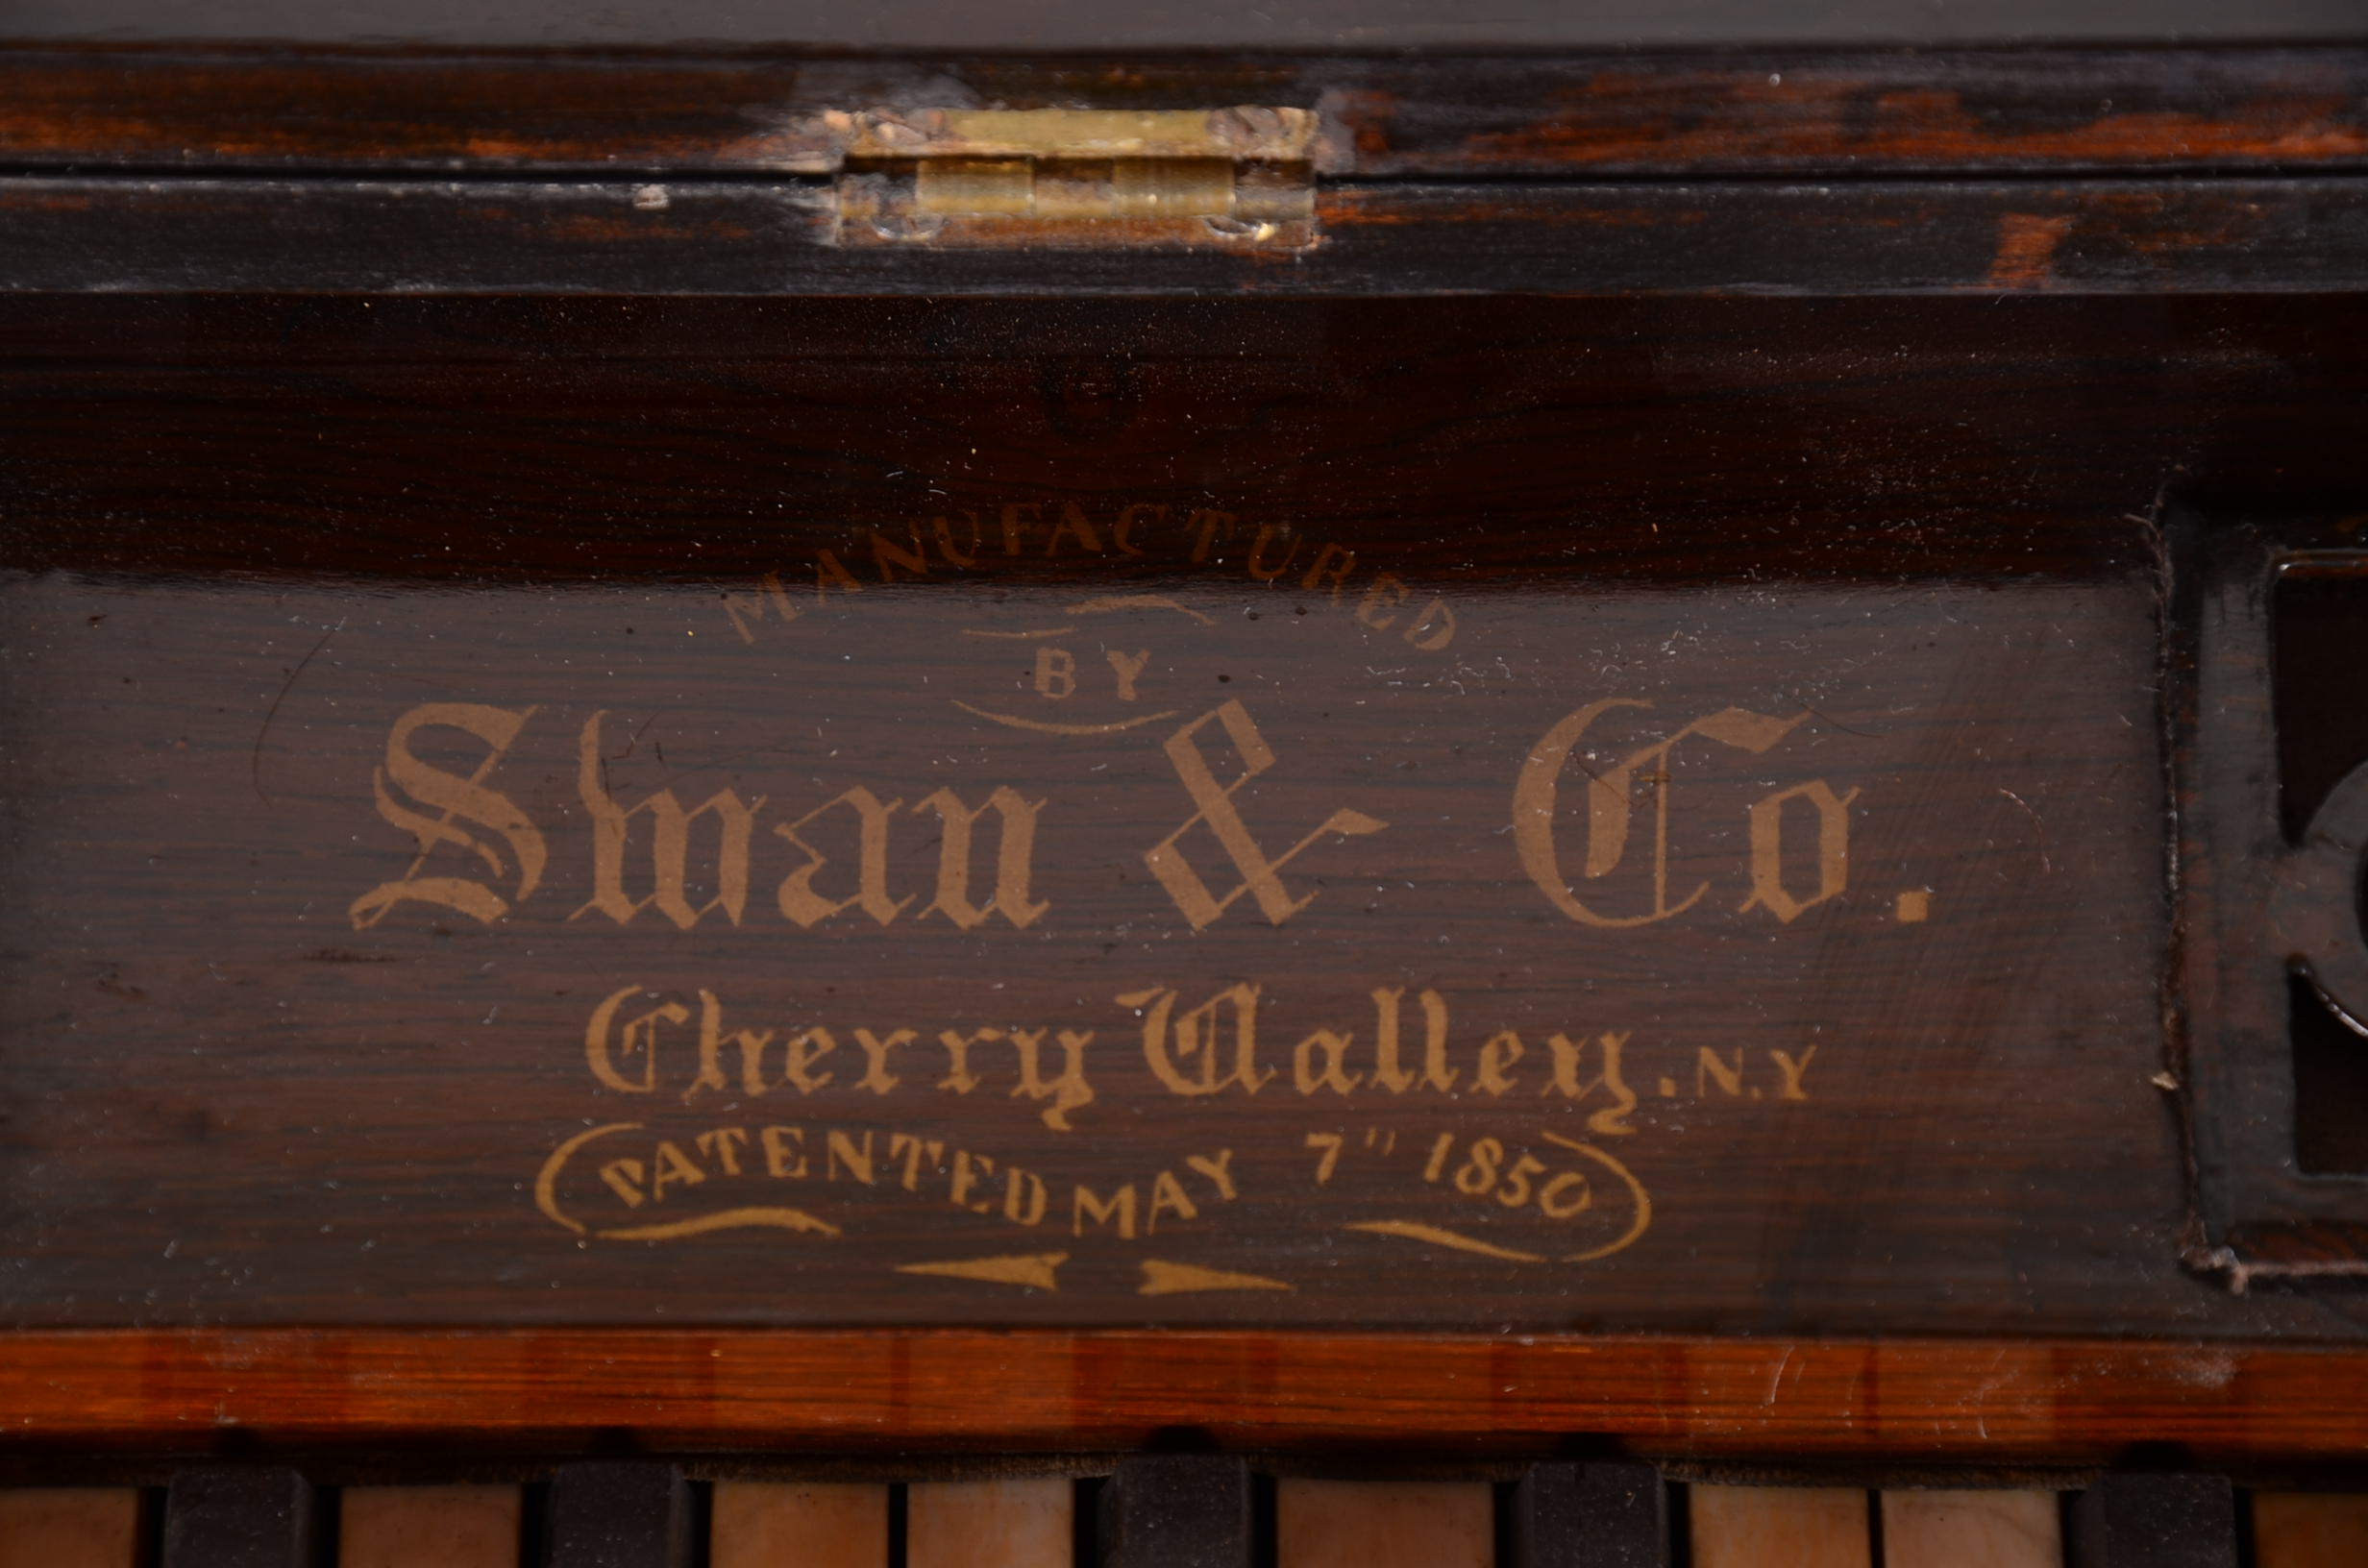 MANUFACTURED
BY
Swan & Co.
Cherry Valley. N.Y
PATENTED MAY 7" 1850